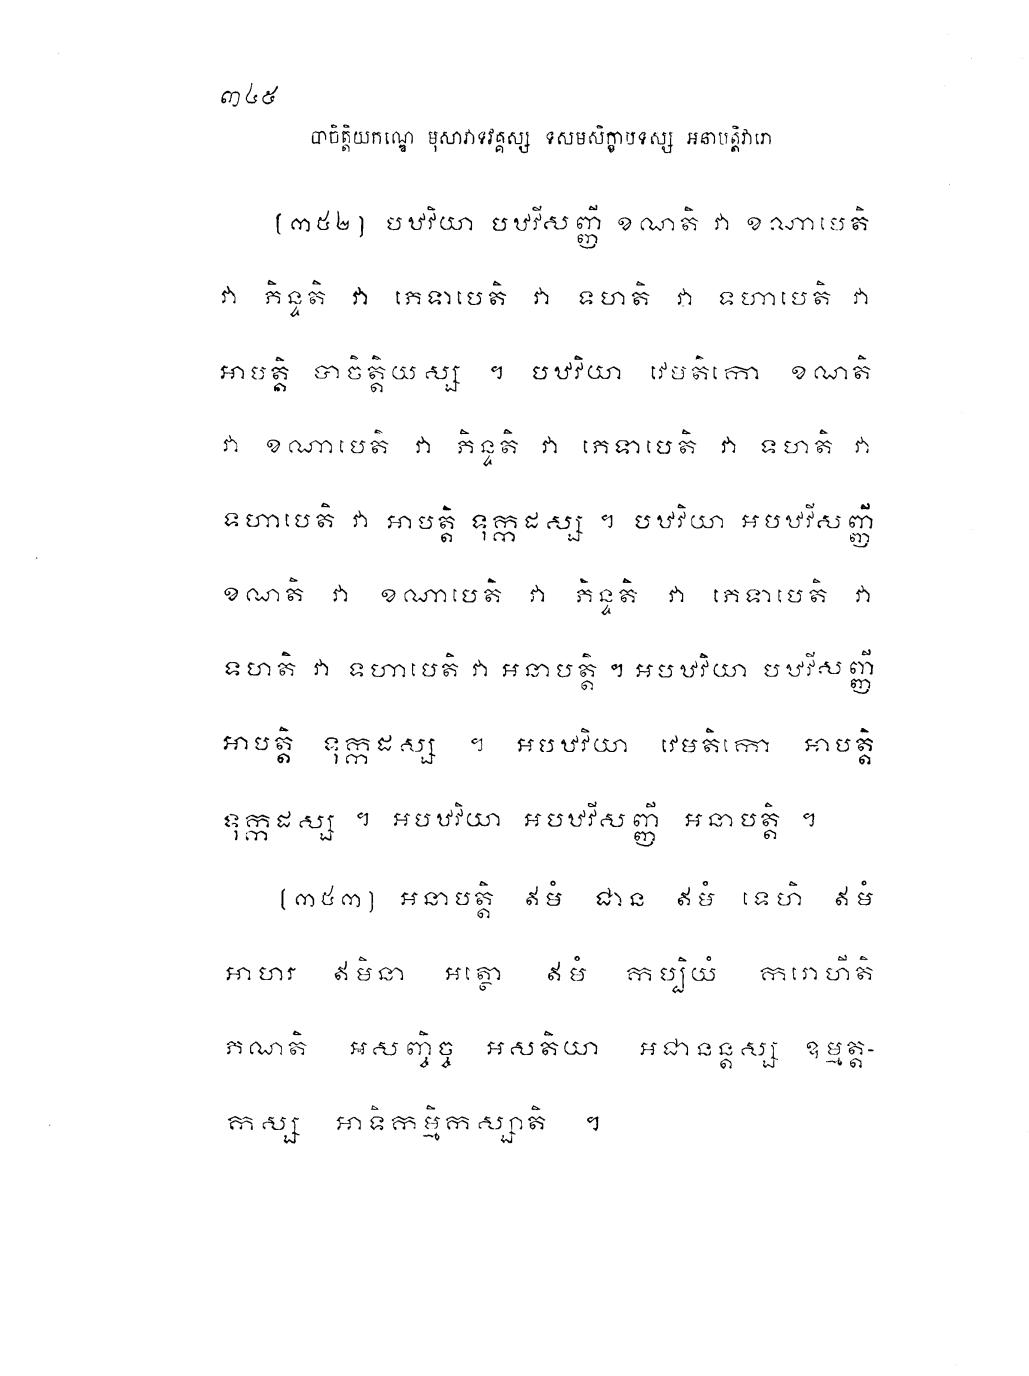 ៣៤៥
បាចិត្តិយកណ្ឌេ មុសាវាទវគ្គស្ស ទសមសិក្ខាបទស្ស អនាបត្តិវារោ
(៣៥២) បឋវិយា បឋវីសញ្ញី ខណតិ វា ខណាបេតិ
វា ភិន្ទតិ វា ភេទាបេតិ វា ទហតិ វា ទហាបេតិ វា
អាបត្តិ បាចិត្តិយស្ស ។ បឋវិយា វេមតិកោ ខណតិ
វា ខណាបេតិ វា ភិន្ទតិ វា ភេទាបេតិ វា ទហតិ វា
ទហាបេតិ វា អាបត្តិ ទុក្កដស្ស ។ បឋវិយា អបឋវីសញ្ញី
ខណតិ វា ខណាបេតិ វា ភិន្ទតិ វា ភេទាបេតិ វា
ទហតិ វា ទហាបេតិ វា អនាបត្តិ ។ អបឋវិយា បឋវីសញ្ញី
អាបត្តិ ទុក្កដស្ស ។ អបឋវិយា វេមតិកោ អាបត្តិ
ទុក្កដស្ស ។ អបឋវិយា អបឋវីសញ្ញី អនាបត្តិ ។
(៣៥៣) អនាបត្តិ ឥមំ ជាន ឥមំ ទេហិ ឥមំ
អាហរ ឥមិនា អត្ថោ ឥមំ កប្បិយំ ករោហីតិ
ភណតិ អសញ្ចិច្ច អសតិយា អជានន្តស្ស ឧម្មត្ត-
កស្ស អាទិកម្មិកស្សាតិ ។